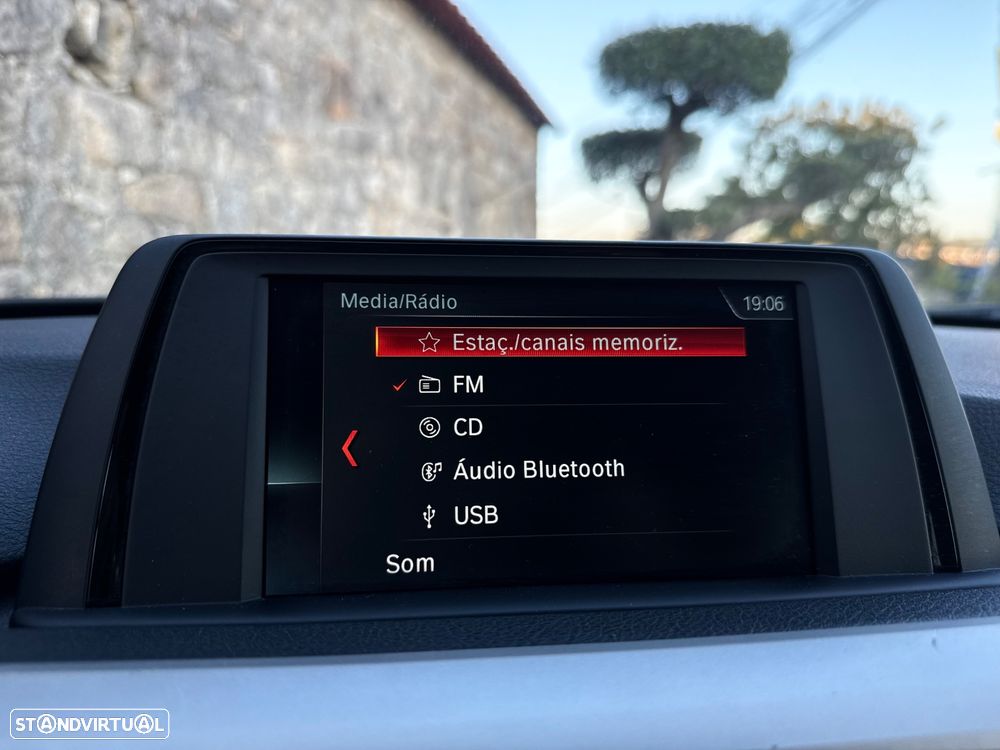 Media/Rádio
19:06
Estaç./canais memoriz.
FM
CD
Áudio Bluetooth
USB
Som
STANDVIRTUAL